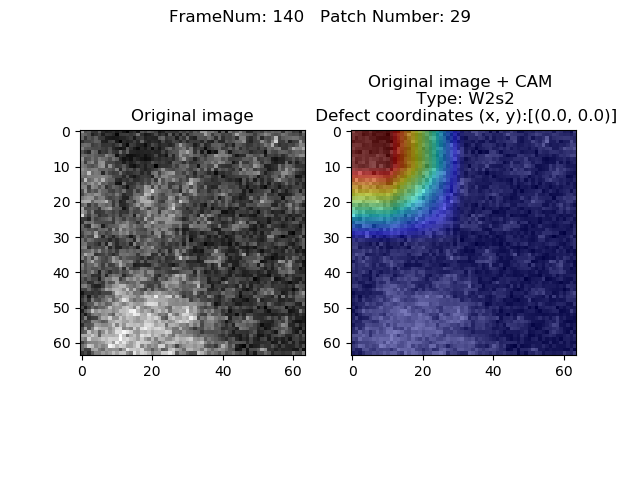 FrameNum: 140   Patch Number: 29
Original image
Original image + CAM
Type: W2s2
Defect coordinates (x, y):[(0.0, 0.0)]
0
10
20
30
40
50
60
0 20 40 60
0
10
20
30
40
50
60
0 20 40 60